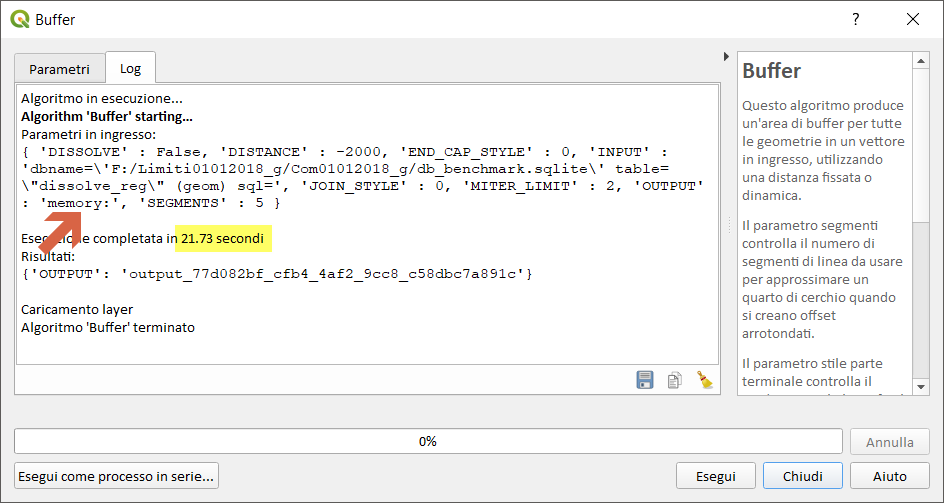 Buffer
?
Parametri
Log
Algoritmo in esecuzione...
Algorithm 'Buffer' starting...
Parametri in ingresso:
{ 'DISSOLVE' : False, 'DISTANCE' : -2000, 'END_CAP_STYLE' : 0, 'INPUT' :
'dbname=\'F:/Limiti01012018_g/Com01012018_g/db_benchmark.sqlite\' table=
\"dissolve_reg\" (geom) sql=', 'JOIN_STYLE' : 0, 'MITER_LIMIT' : 2, 'OUTPUT'
: 'memory:', 'SEGMENTS' : 5 }
Esecuzione completata in 21.73 secondi
Risultati:
{'OUTPUT': 'output_77d082bf_cfb4_4af2_9cc8_c58dbc7a891c'}
Caricamento layer
Algoritmo 'Buffer' terminato
Buffer
Questo algoritmo produce
un'area di buffer per tutte
le geometrie in un vettore
in ingresso, utilizzando
una distanza fissata o
dinamica.
Il parametro segmenti
controlla il numero di
segmenti di linea da usare
per approssimare un
quarto di cerchio quando
si creano offset
arrotondati.
Il parametro stile parte
terminale controlla il
0%
Annulla
Esegui come processo in serie...
Esegui
Chiudi
Aiuto